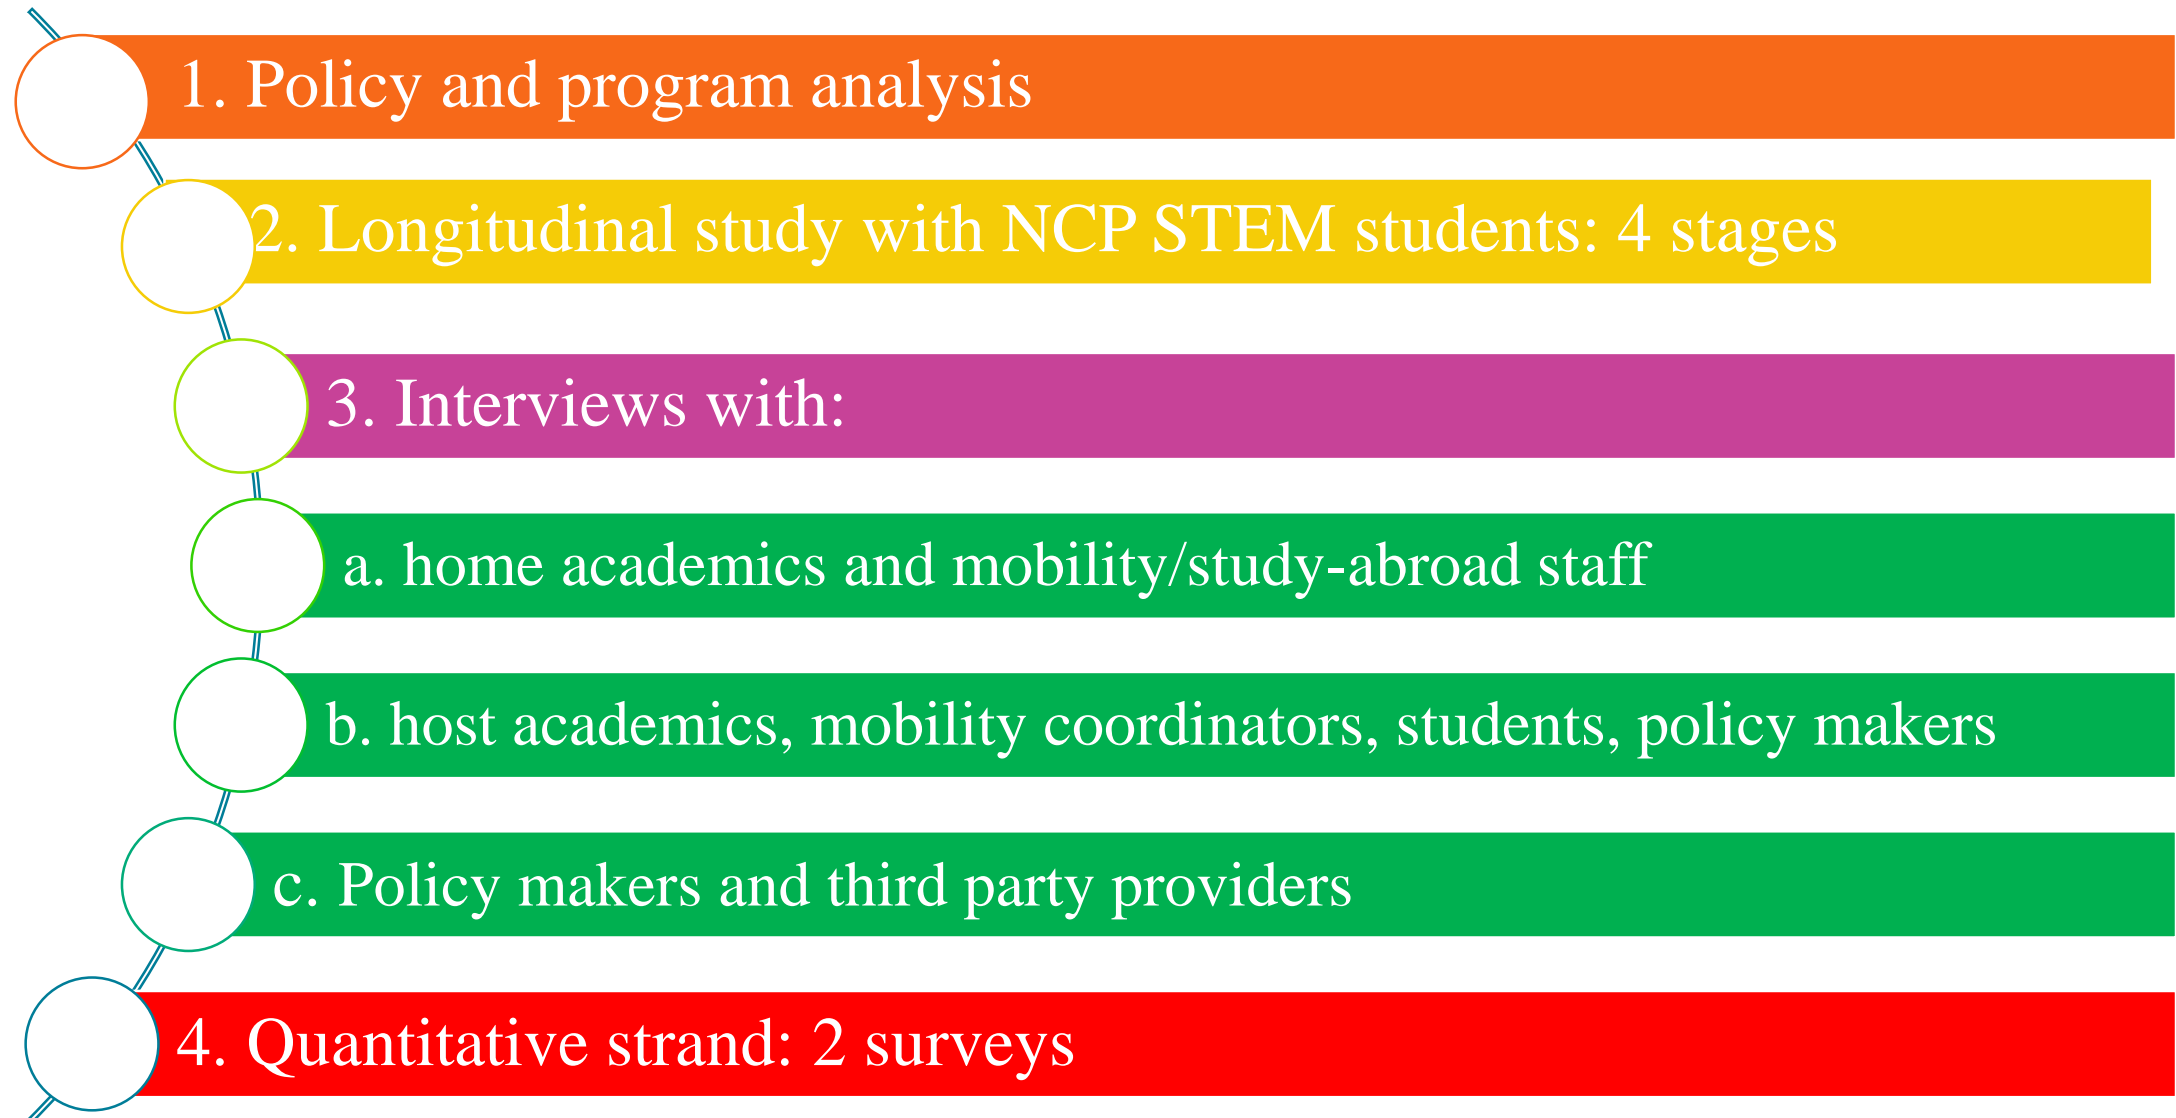 1. Policy and program analysis
2. Longitudinal study with NCP STEM students: 4 stages
3. Interviews with:
a. home academics and mobility/study-abroad staff
b. host academics, mobility coordinators, students, policy makers
c. Policy makers and third party providers
4. Quantitative strand: 2 surveys